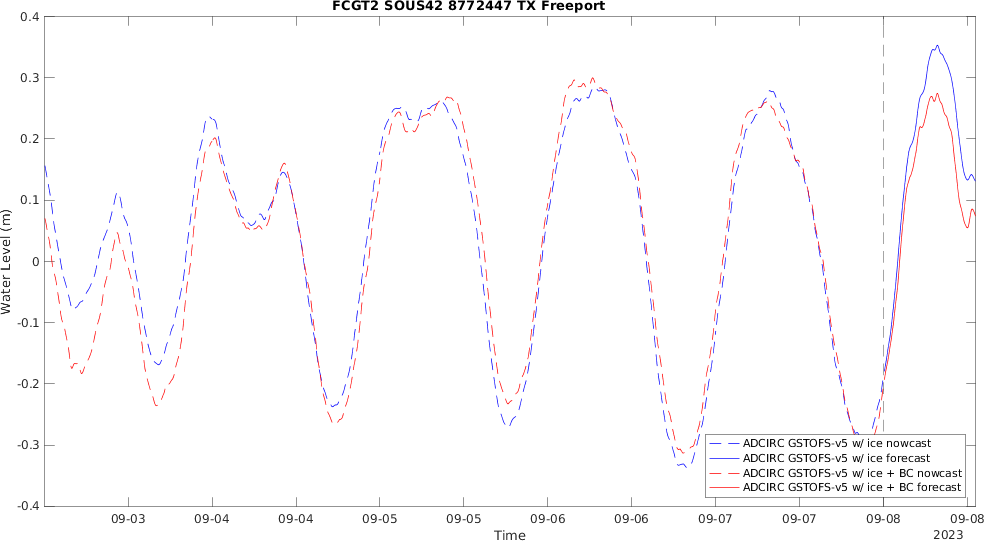 FCGT2 SOUS42 8772447 TX Freeport
0.4
0.3
0.2
0.1
0
-0.1
-0.2
-0.3
-0.4
Water Level (m)
ADCIRC GSTOFS-v5 w/ ice nowcast
ADCIRC GSTOFS-v5 w/ ice forecast
ADCIRC GSTOFS-v5 w/ ice + BC nowcast
ADCIRC GSTOFS-v5 w/ ice + BC forecast
09-03 09-04 09-04 09-05 09-05 09-06 09-06 09-07 09-07 09-08 09-08
2023
Time